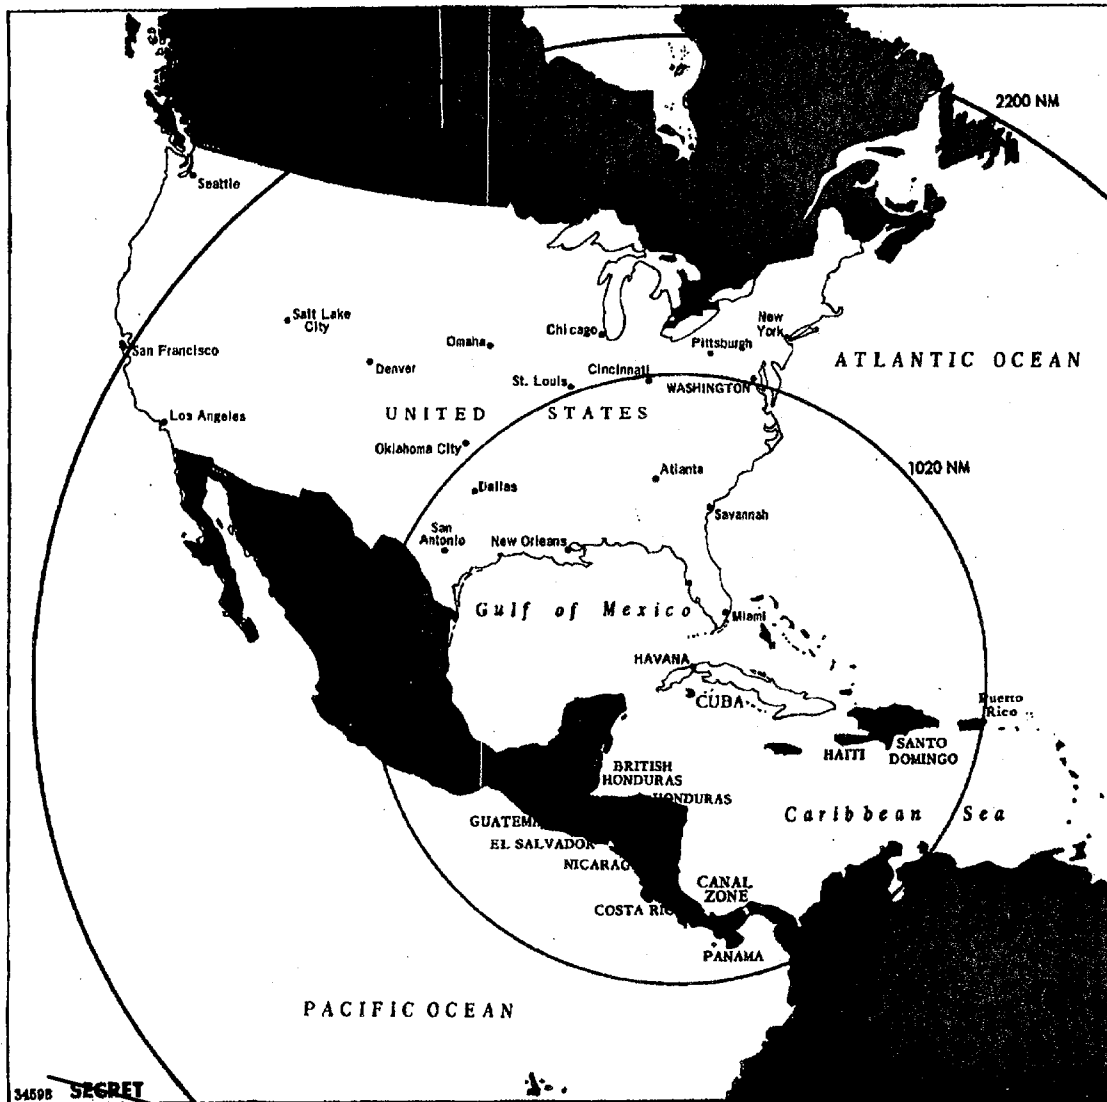 2200 NM
Seattle
Salt Lake
City
New
York
Chicago
Omaha
Pittsburgh
San Francisco
ATLANTIC OCEAN
Denver
Cincinnati
St. Louis
WASHINGTON
Los Angeles
UNITED STATES
Oklahoma City
1020 NM
Atlanta
Dallas
Savannah
San
Antonio
New Orleans
Gulf of Mexico
Miami
HAVANA
CUBA
Puerto
Rico
HAITI
SANTO
DOMINGO
BRITISH
HONDURAS
HONDURAS
Caribbean Sea
GUATEM
EL SALVADOR
NICARAG
CANAL
ZONE
COSTA RIC
PANAMA
PACIFIC OCEAN
34598 SECRET